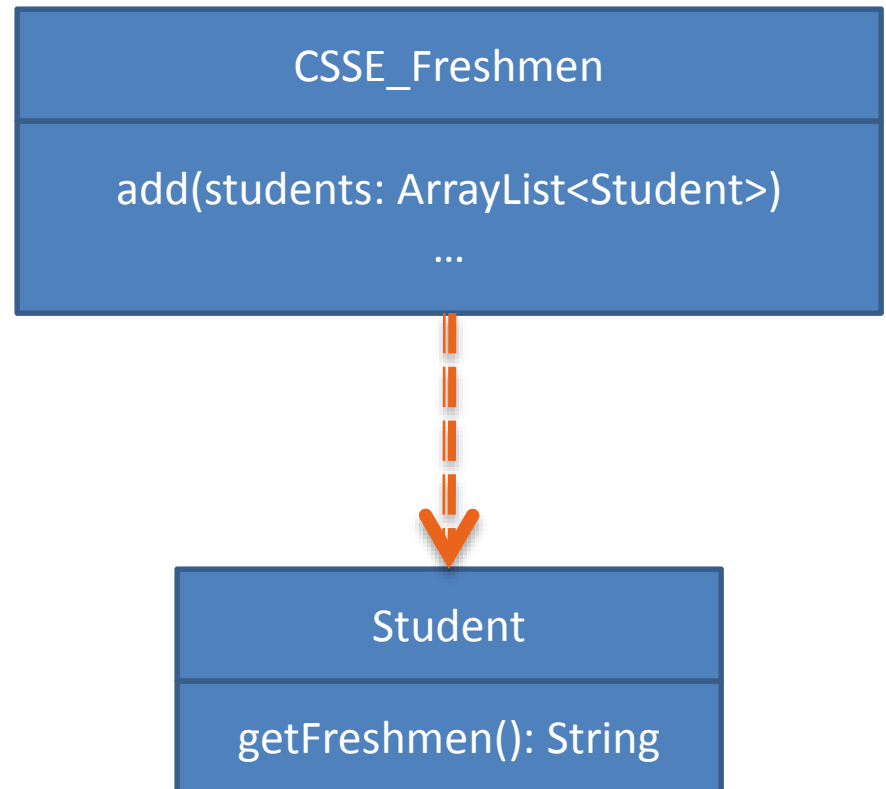 CSSE_Freshmen
add(students: ArrayList<Student>)
…
Student
getFreshmen(): String